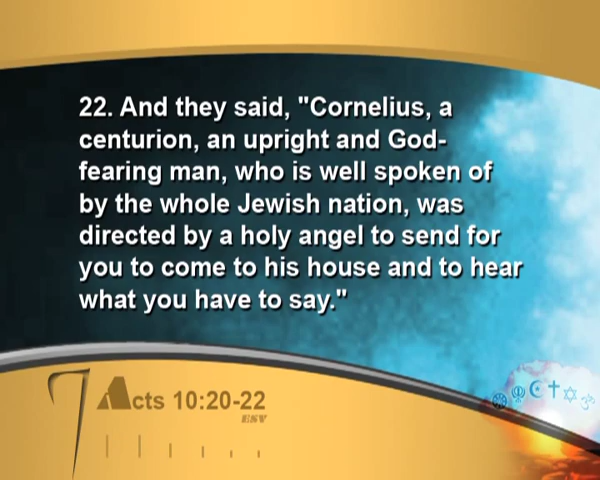 22. And they said, "Cornelius, a
centurion, an upright and God-
fearing man, who is well spoken of
by the whole Jewish nation, was
directed by a holy angel to send for
you to come to his house and to hear
what you have to say."
Acts 10:20-22
ESV